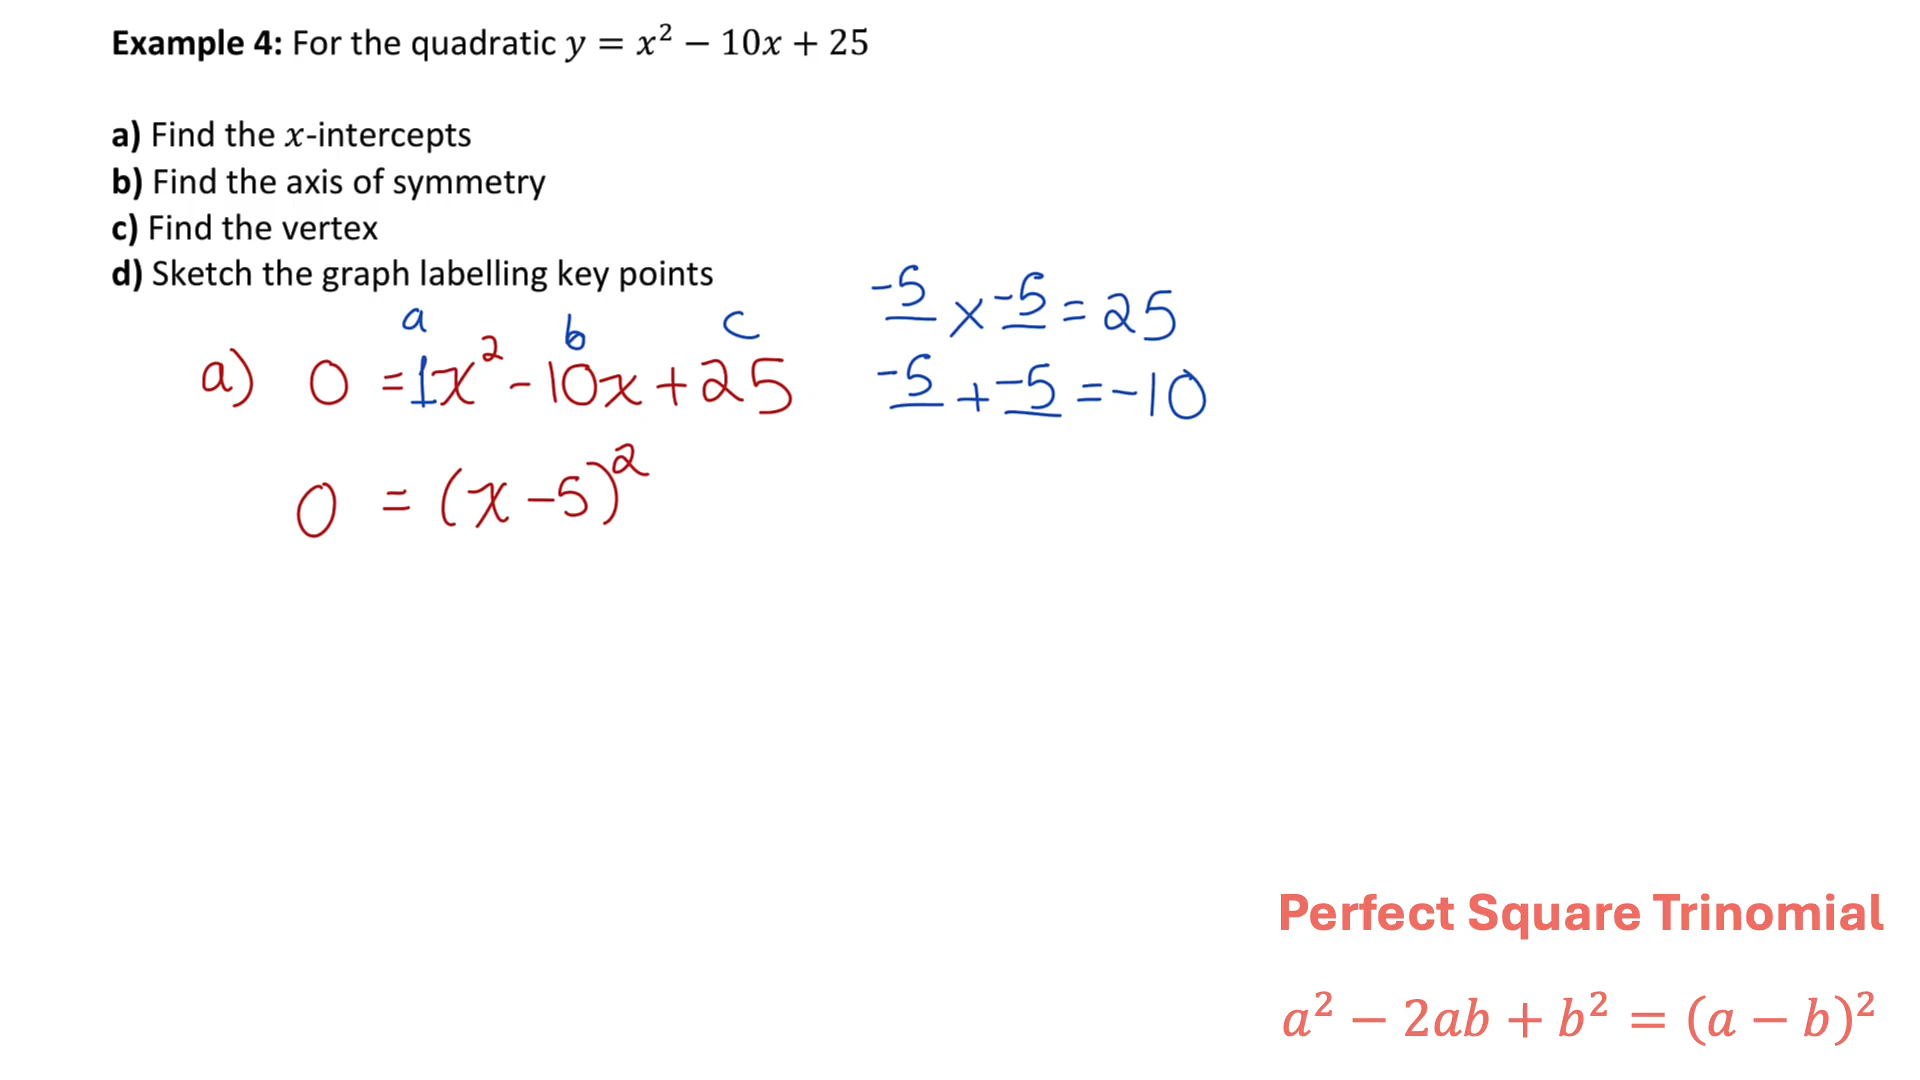 Example 4: For the quadratic y = x² − 10x + 25
a) Find the x-intercepts
b) Find the axis of symmetry
c) Find the vertex
d) Sketch the graph labelling key points
a b c
a) 0 = 1x² - 10x + 25
0 = (x - 5)²
-5 × -5 = 25
-5 + -5 = -10
Perfect Square Trinomial
a² − 2ab + b² = (a − b)²